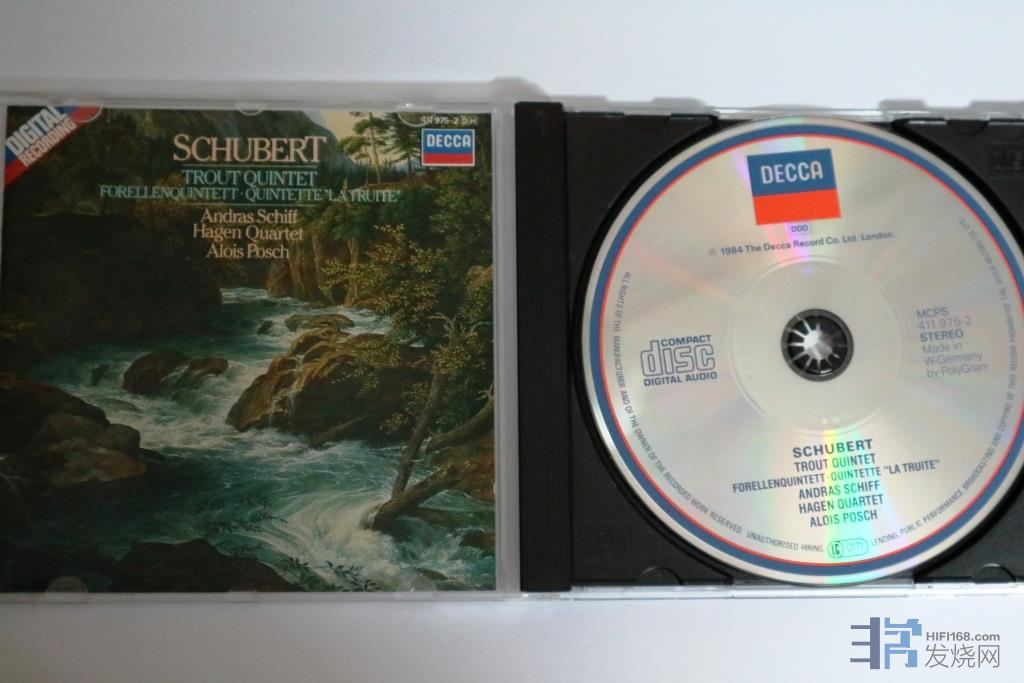 DIGITAL
RECORDING
411 975-2 DH
DECCA
SCHUBERT
TROUT QUINTET
FORELLENQUINTETT · QUINTETTE "LA TRUITE"
Andras Schiff
Hagen Quartet
Alois Posch
DECCA
DDD
℗ 1984 The Decca Record Co. Ltd. London.
COMPACT
disc
DIGITAL AUDIO
MCPS
411 975-2
STEREO
Made in
W-Germany
by PolyGram
SCHUBERT
TROUT QUINTET
FORELLENQUINTETT · QUINTETTE "LA TRUITE"
ANDRAS SCHIFF
HAGEN QUARTET
ALOIS POSCH
ALL RIGHTS OF THE MANUFACTURER AND OF THE OWNER OF THE RECORDED WORK RESERVED UNAUTHORISED HIRING LENDING, PUBLIC PERFORMANCE BROADCASTING AND COPYING OF THIS RECORD PROHIBITED
HIFI168.com
发烧网